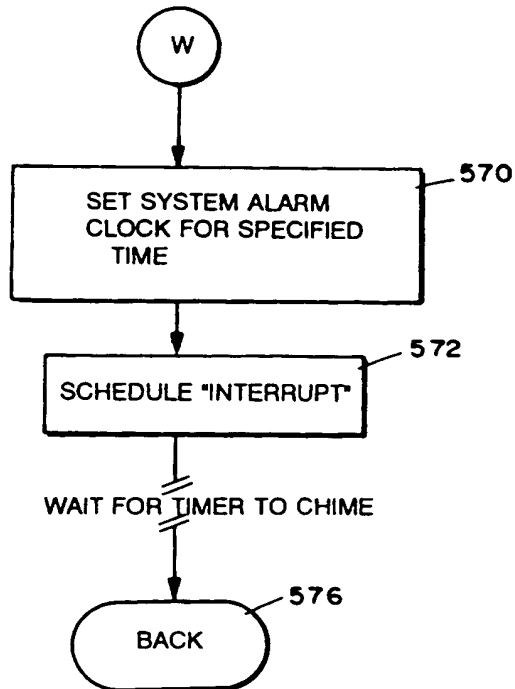 W
570
SET SYSTEM ALARM
CLOCK FOR SPECIFIED
TIME
572
SCHEDULE "INTERRUPT"
WAIT FOR TIMER TO CHIME
576
BACK